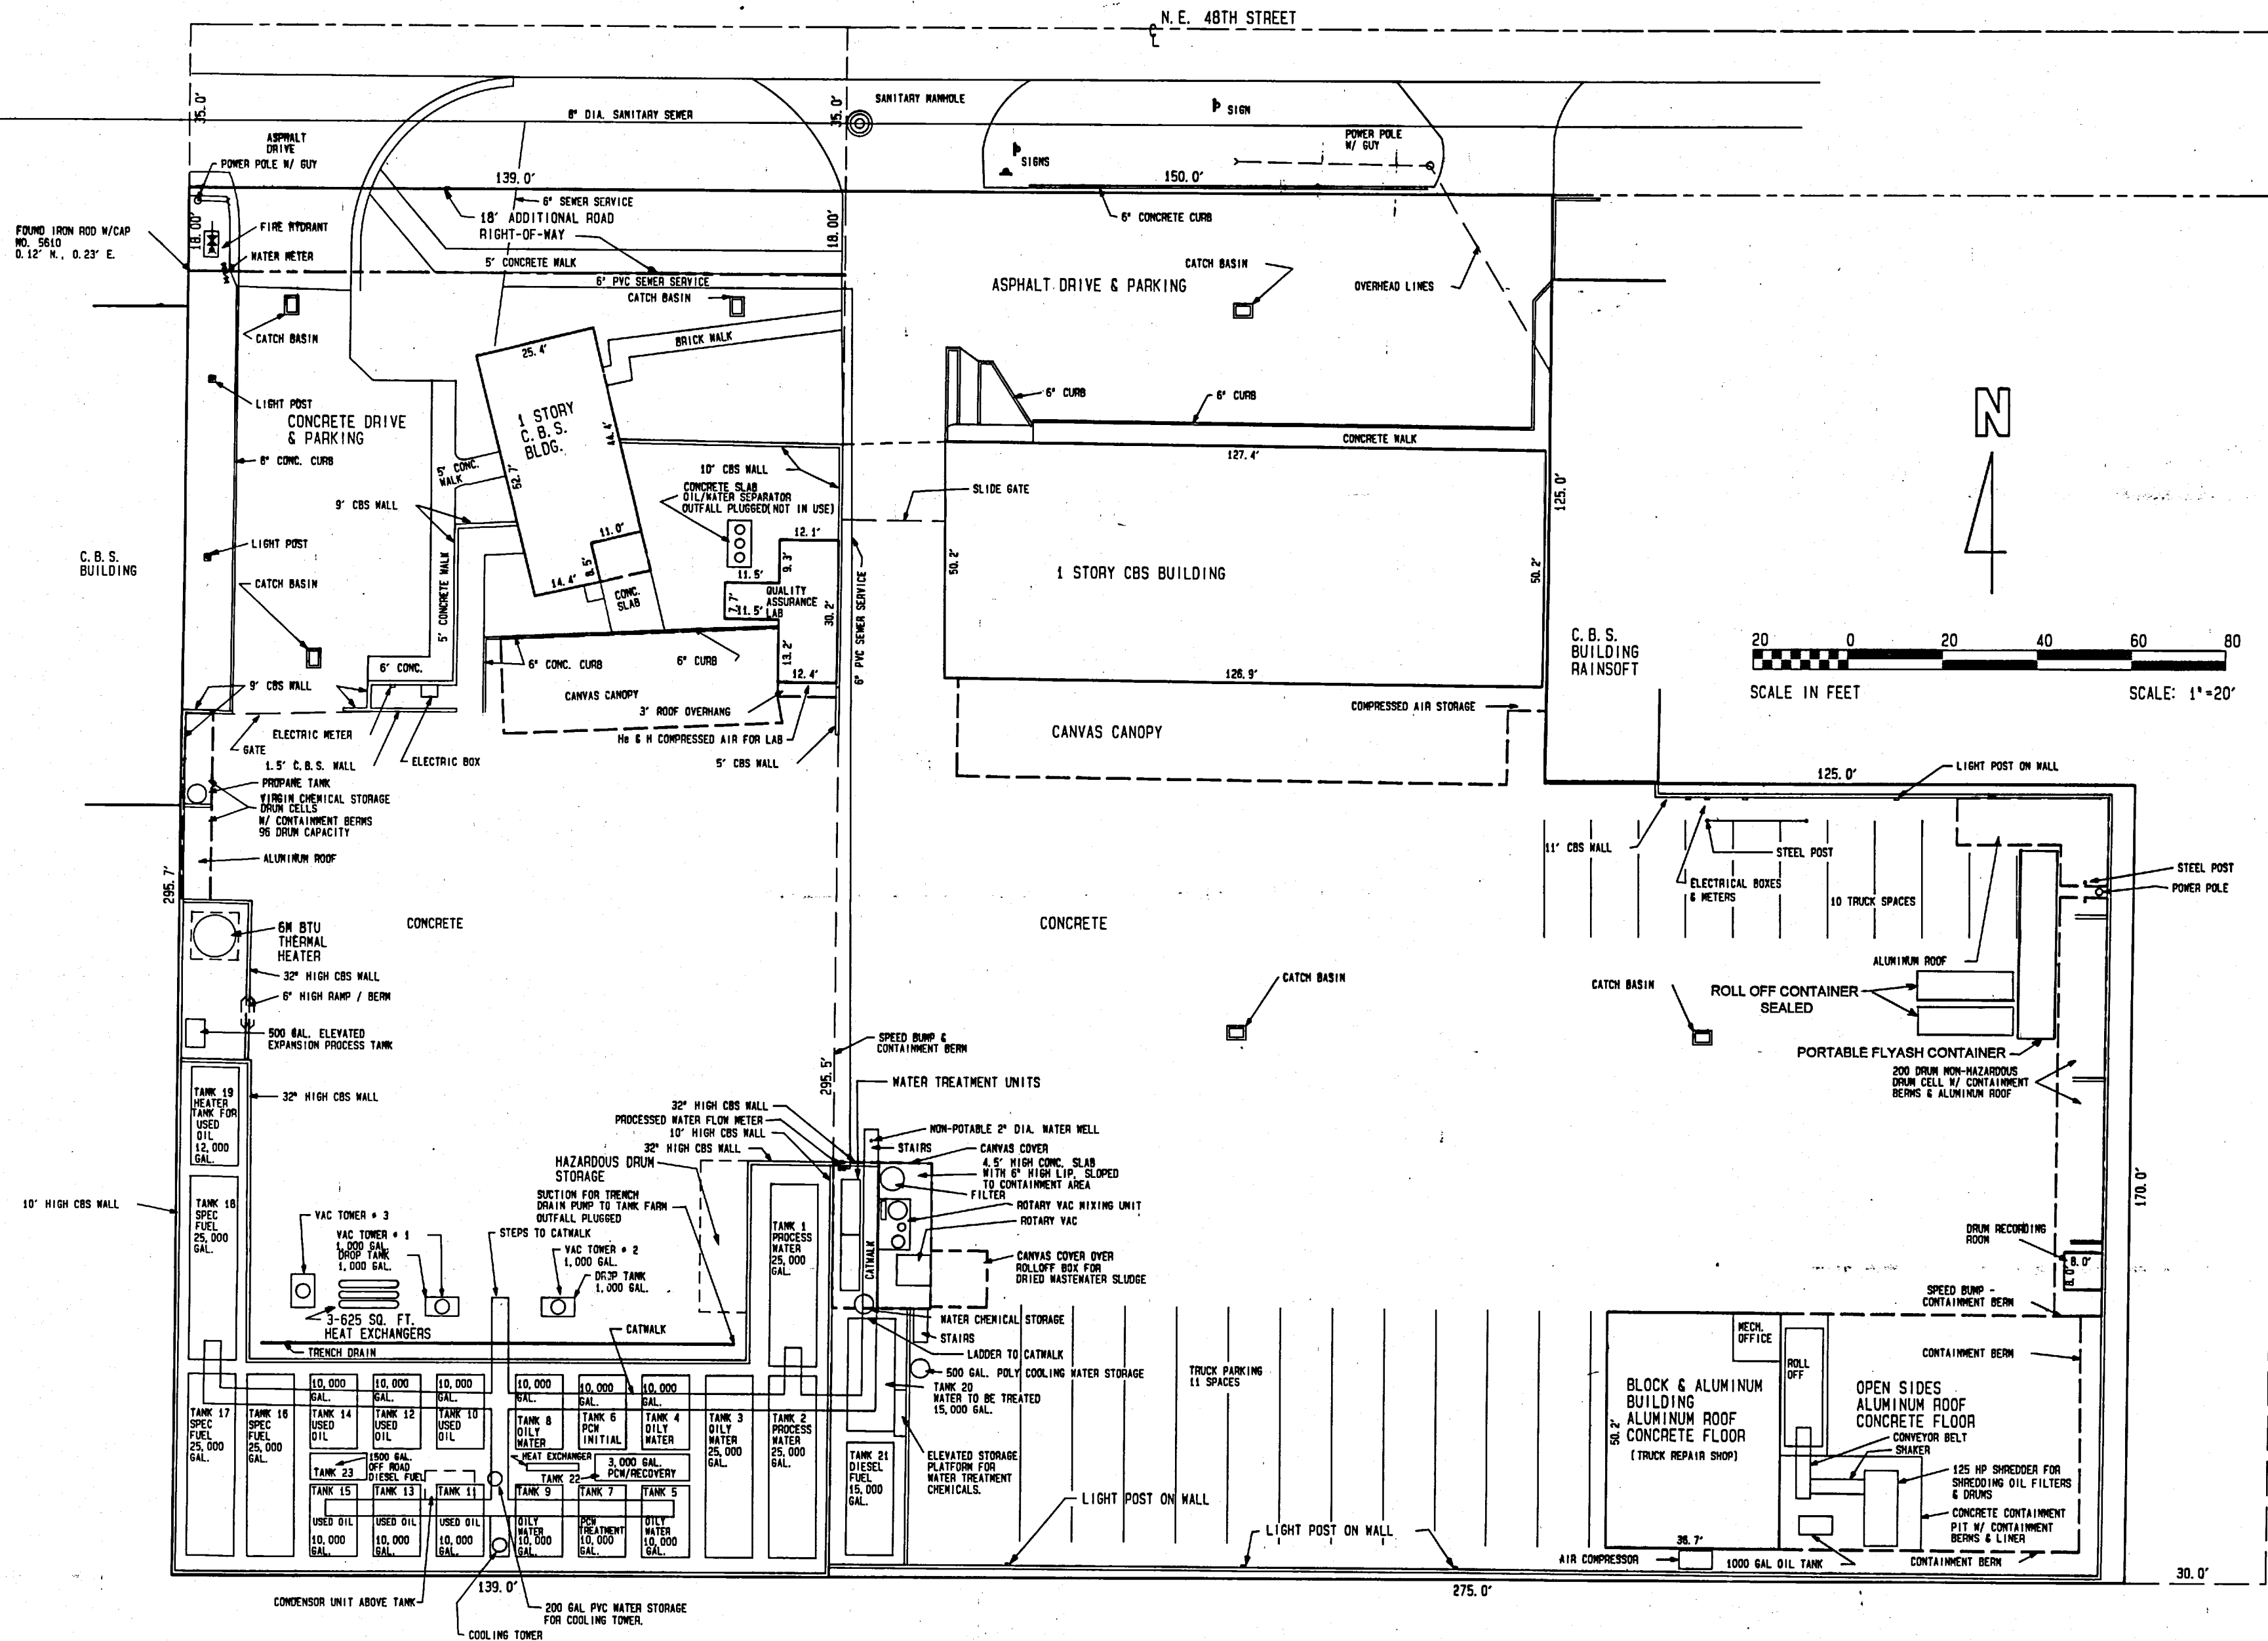 N.E. 48TH STREET
35.0'
35.0'
SANITARY MANHOLE
SIGN
8" DIA. SANITARY SEWER
ASPHALT
DRIVE
POWER POLE W/ GUY
POWER POLE
W/ GUY
SIGNS
139.0'
150.0'
6" SEWER SERVICE
18' ADDITIONAL ROAD
RIGHT-OF-WAY
6" CONCRETE CURB
FOUND IRON ROD W/CAP
NO. 5610
0.12' N., 0.23' E.
18.00'
FIRE HYDRANT
18.00'
WATER METER
5' CONCRETE WALK
6" PVC SEWER SERVICE
CATCH BASIN
CATCH BASIN
ASPHALT DRIVE & PARKING
OVERHEAD LINES
CATCH BASIN
BRICK WALK
25.4'
1 STORY
C.B.S.
BLDG.
44.4'
52.7'
LIGHT POST
CONCRETE DRIVE
& PARKING
6" CURB
6" CURB
N
CONCRETE WALK
127.4'
6" CONC. CURB
5' CONC.
WALK
10' CBS WALL
CONCRETE SLAB
OIL/WATER SEPARATOR
OUTFALL PLUGGED(NOT IN USE)
SLIDE GATE
125.0'
9' CBS WALL
11.0'
12.1'
9.3'
8.5'
14.4'
11.5'
LIGHT POST
C.B.S.
BUILDING
CATCH BASIN
5' CONCRETE WALK
CONC.
SLAB
7.7'
11.5'
QUALITY
ASSURANCE
LAB
30.2'
6" PVC SEWER SERVICE
50.2'
1 STORY CBS BUILDING
50.2'
C.B.S.
BUILDING
RAINSOFT
20 0 20 40 60 80
SCALE IN FEET
SCALE: 1"=20'
6' CONC.
6" CONC. CURB
6" CURB
13.2'
12.4'
126.9'
9' CBS WALL
CANVAS CANOPY
3' ROOF OVERHANG
COMPRESSED AIR STORAGE
ELECTRIC METER
GATE
He & H COMPRESSED AIR FOR LAB
CANVAS CANOPY
1.5' C.B.S. WALL
ELECTRIC BOX
5' CBS WALL
125.0'
LIGHT POST ON WALL
PROPANE TANK
VIRGIN CHEMICAL STORAGE
DRUM CELLS
W/ CONTAINMENT BERMS
96 DRUM CAPACITY
ALUMINUM ROOF
295.7'
11' CBS WALL
STEEL POST
ELECTRICAL BOXES
& METERS
10 TRUCK SPACES
STEEL POST
POWER POLE
CONCRETE
CONCRETE
6M BTU
THERMAL
HEATER
32" HIGH CBS WALL
6" HIGH RAMP / BERM
500 GAL. ELEVATED
EXPANSION PROCESS TANK
CATCH BASIN
CATCH BASIN
ALUMINUM ROOF
ROLL OFF CONTAINER
SEALED
PORTABLE FLYASH CONTAINER
200 DRUM NON-HAZARDOUS
DRUM CELL W/ CONTAINMENT
BERMS & ALUMINUM ROOF
SPEED BUMP &
CONTAINMENT BERM
295.5'
WATER TREATMENT UNITS
TANK 19
HEATER
TANK FOR
USED
OIL
12,000
GAL.
32" HIGH CBS WALL
32" HIGH CBS WALL
PROCESSED WATER FLOW METER
10' HIGH CBS WALL
32" HIGH CBS WALL
NON-POTABLE 2" DIA. WATER WELL
STAIRS
CANVAS COVER
4.5' HIGH CONC. SLAB
WITH 6" HIGH LIP, SLOPED
TO CONTAINMENT AREA
FILTER
ROTARY VAC MIXING UNIT
ROTARY VAC
HAZARDOUS DRUM
STORAGE
SUCTION FOR TRENCH
DRAIN PUMP TO TANK FARM
OUTFALL PLUGGED
10' HIGH CBS WALL
TANK 18
SPEC
FUEL
25,000
GAL.
VAC TOWER # 3
VAC TOWER # 1
1,000 GAL.
DROP TANK
1,000 GAL.
STEPS TO CATWALK
VAC TOWER # 2
1,000 GAL.
DROP TANK
1,000 GAL.
TANK 1
PROCESS
WATER
25,000
GAL.
CATWALK
CANVAS COVER OVER
ROLLOFF BOX FOR
DRIED WASTEWATER SLUDGE
170.0'
DRUM RECORDING
ROOM
8.0'
8.0'
SPEED BUMP -
CONTAINMENT BERM
3-625 SQ. FT.
HEAT EXCHANGERS
TRENCH DRAIN
CATWALK
WATER CHEMICAL STORAGE
STAIRS
LADDER TO CATWALK
500 GAL. POLY COOLING WATER STORAGE
TANK 20
WATER TO BE TREATED
15,000 GAL.
TRUCK PARKING
11 SPACES
MECH.
OFFICE
ROLL
OFF
CONTAINMENT BERM
BLOCK & ALUMINUM
BUILDING
ALUMINUM ROOF
CONCRETE FLOOR
(TRUCK REPAIR SHOP)
50.2'
OPEN SIDES
ALUMINUM ROOF
CONCRETE FLOOR
CONVEYOR BELT
SHAKER
125 HP SHREDDER FOR
SHREDDING OIL FILTERS
& DRUMS
CONCRETE CONTAINMENT
PIT W/ CONTAINMENT
BERMS & LINER
TANK 17
SPEC
FUEL
25,000
GAL.
TANK 16
SPEC
FUEL
25,000
GAL.
10,000
GAL.
TANK 14
USED
OIL
10,000
GAL.
TANK 12
USED
OIL
10,000
GAL.
TANK 10
USED
OIL
10,000
GAL.
TANK 8
OILY
WATER
10,000
GAL.
TANK 6
PCW
INITIAL
10,000
GAL.
TANK 4
OILY
WATER
TANK 3
OILY
WATER
25,000
GAL.
TANK 2
PROCESS
WATER
25,000
GAL.
1500 GAL.
OFF ROAD
DIESEL FUEL
TANK 23
HEAT EXCHANGER
TANK 22
3,000 GAL.
PCW/RECOVERY
TANK 21
DIESEL
FUEL
15,000
GAL.
ELEVATED STORAGE
PLATFORM FOR
WATER TREATMENT
CHEMICALS.
TANK 15
USED OIL
10,000
GAL.
TANK 13
USED OIL
10,000
GAL.
TANK 11
USED OIL
10,000
GAL.
TANK 9
OILY
WATER
10,000
GAL.
TANK 7
PCW
TREATMENT
10,000
GAL.
TANK 5
OILY
WATER
10,000
GAL.
LIGHT POST ON WALL
LIGHT POST ON WALL
36.7'
AIR COMPRESSOR
1000 GAL OIL TANK
CONTAINMENT BERM
139.0'
275.0'
30.0'
CONDENSOR UNIT ABOVE TANK
200 GAL PVC WATER STORAGE
FOR COOLING TOWER.
COOLING TOWER